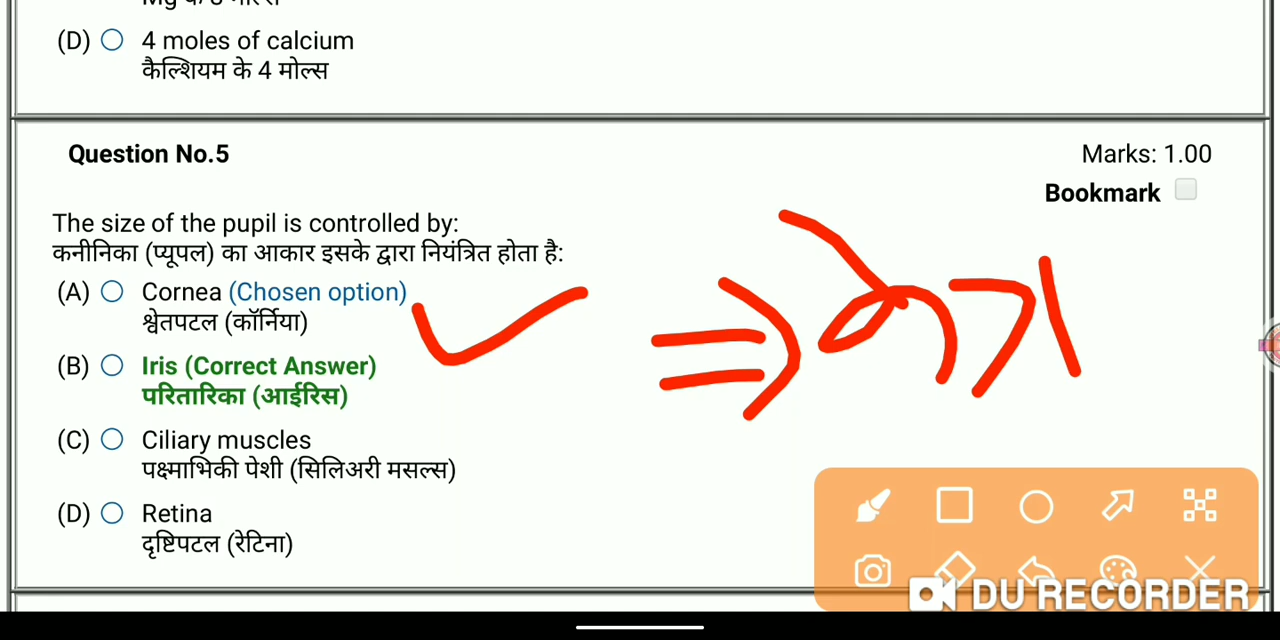 (D) 4 moles of calcium
कैल्शियम के 4 मोल्स
Question No.5
Marks: 1.00
Bookmark
The size of the pupil is controlled by:
कनीनिका (प्यूपल) का आकार इसके द्वारा नियंत्रित होता है:
(A) Cornea (Chosen option)
श्वेतपटल (कॉर्निया)
(B) Iris (Correct Answer)
परितारिका (आईरिस)
(C) Ciliary muscles
पक्ष्माभिकी पेशी (सिलिअरी मसल्स)
(D) Retina
दृष्टिपटल (रेटिना)
DU RECORDER